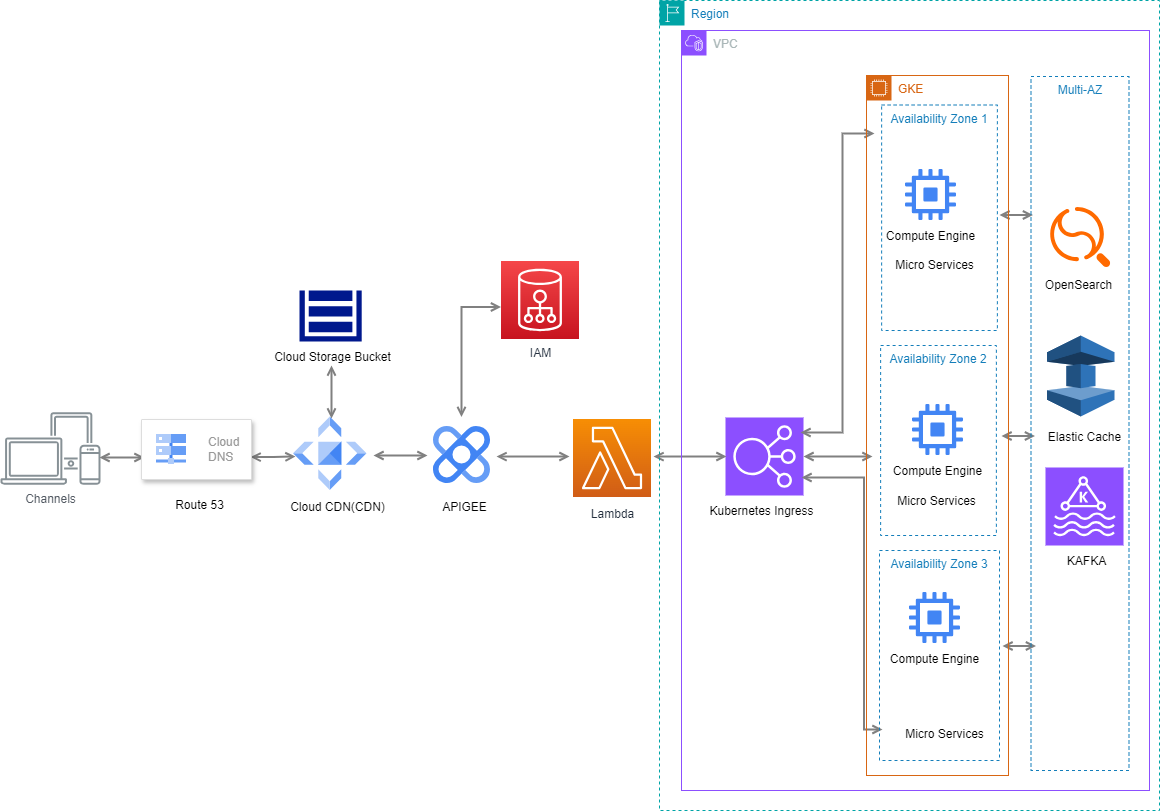 Region
VPC
GKE
Multi-AZ
Availability Zone 1
Compute Engine
Micro Services
OpenSearch
Cloud Storage Bucket
IAM
Availability Zone 2
Compute Engine
Micro Services
Elastic Cache
Channels
Cloud
DNS
Route 53
Cloud CDN(CDN)
APIGEE
Lambda
Kubernetes Ingress
K
KAFKA
Availability Zone 3
Compute Engine
Micro Services